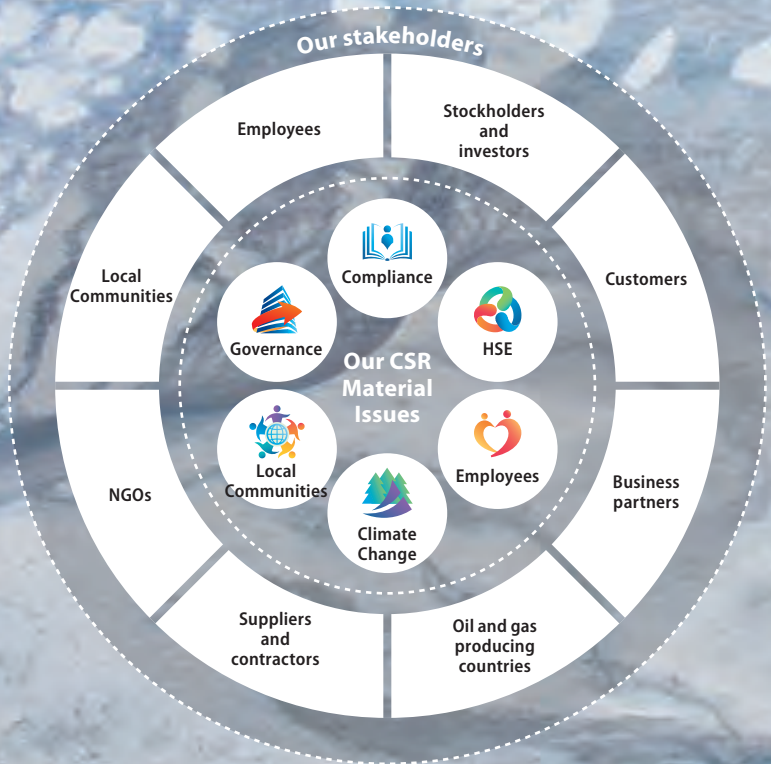 Our stakeholders
Employees
Stockholders
and
investors
Customers
Business
partners
Oil and gas
producing
countries
Suppliers
and
contractors
NGOs
Local
Communities
Our CSR
Material
Issues
Compliance
HSE
Employees
Climate
Change
Local
Communities
Governance